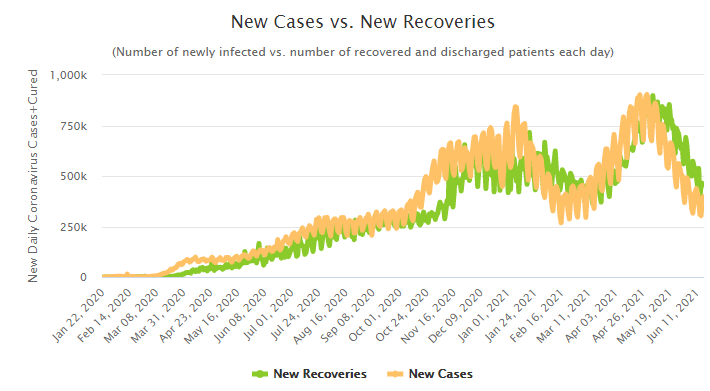 New Cases vs. New Recoveries
(Number of newly infected vs. number of recovered and discharged patients each day)
New Daily Coronavirus Cases+Cured
1,000k
750k
500k
250k
0
Jan 22, 2020
Feb 14, 2020
Mar 08, 2020
Mar 31, 2020
Apr 23, 2020
May 16, 2020
Jun 08, 2020
Jul 01, 2020
Jul 24, 2020
Aug 16, 2020
Sep 08, 2020
Oct 01, 2020
Oct 24, 2020
Nov 16, 2020
Dec 09, 2020
Jan 01, 2021
Jan 24, 2021
Feb 16, 2021
Mar 11, 2021
Apr 03, 2021
Apr 26, 2021
May 19, 2021
Jun 11, 2021
New Recoveries
New Cases